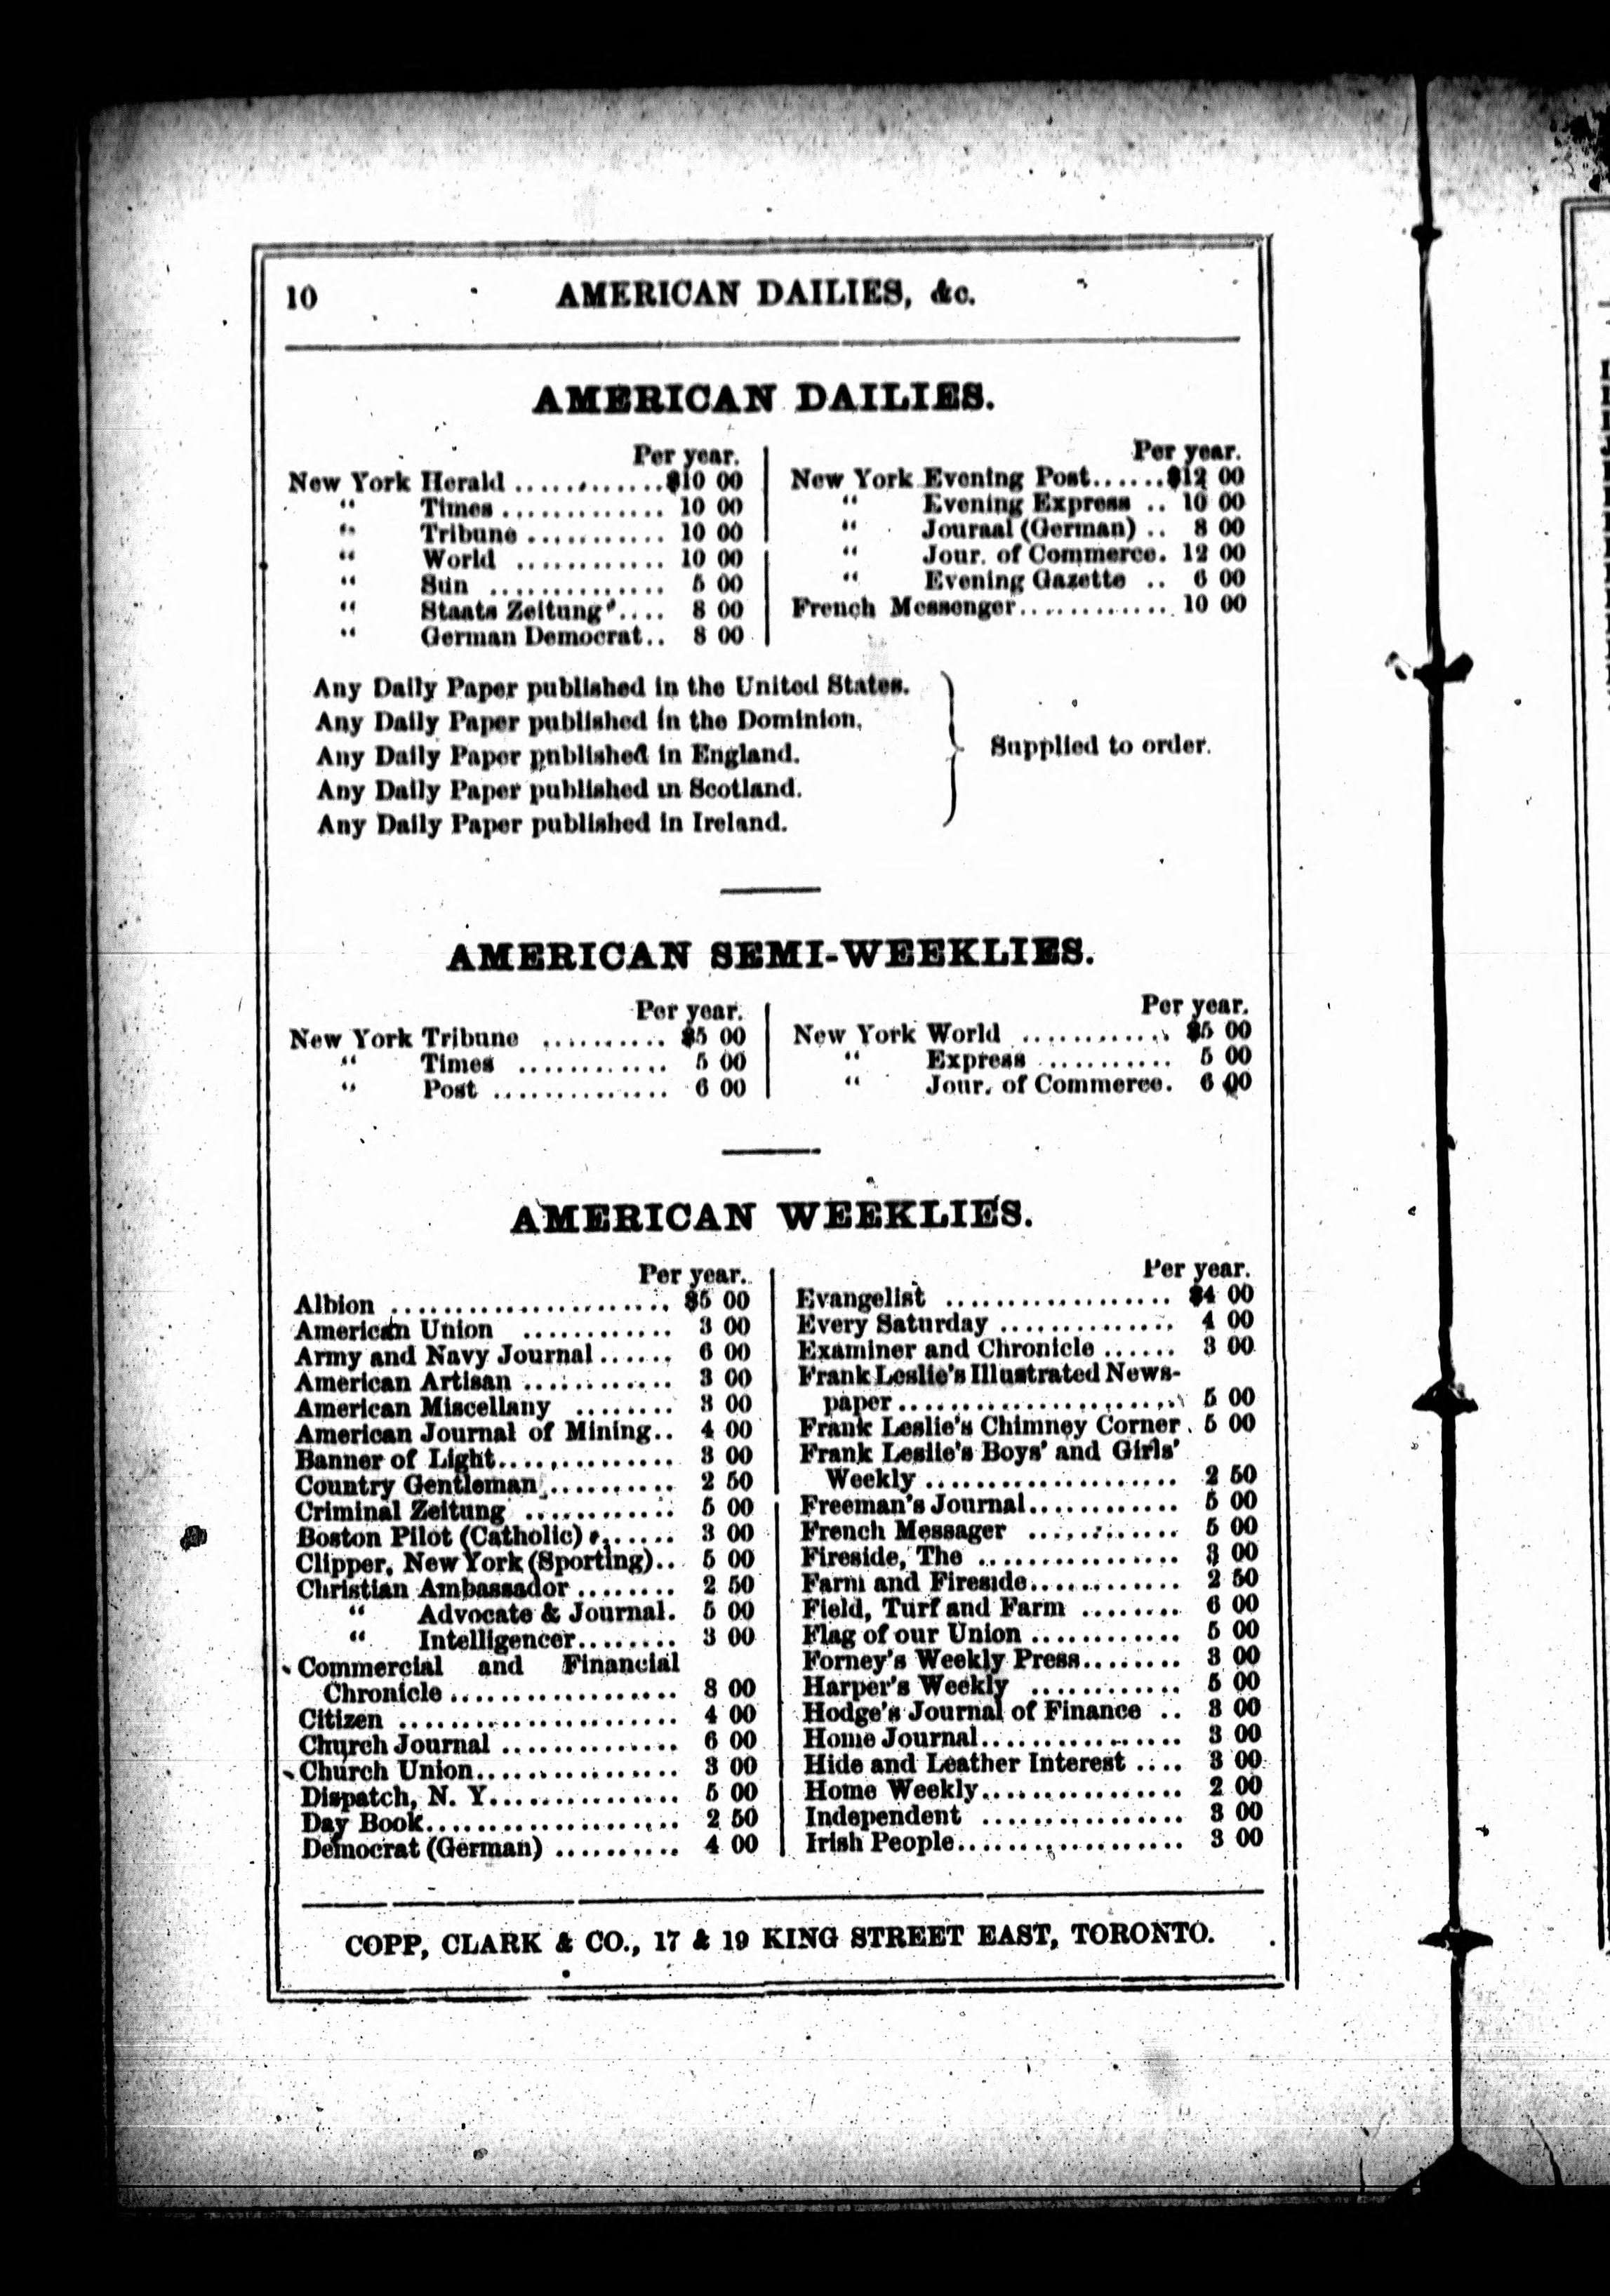 10 AMERICAN DAILIES, &c.
AMERICAN DAILIES.
Per year.
New York Herald ............ $10 00
" Times ............. 10 00
" Tribune ........... 10 00
" World ............ 10 00
" Sun .............. 5 00
" Staats Zeitung .... 8 00
" German Democrat.. 8 00
Per year.
New York Evening Post...... $12 00
" Evening Express .. 10 00
" Jouraal (German) .. 8 00
" Jour. of Commerce. 12 00
" Evening Gazette .. 6 00
French Messenger............ 10 00
Any Daily Paper published in the United States.
Any Daily Paper published in the Dominion,
Any Daily Paper published in England.
Any Daily Paper published in Scotland.
Any Daily Paper published in Ireland.
Supplied to order.
AMERICAN SEMI-WEEKLIES.
Per year.
New York Tribune .......... $5 00
" Times ............ 5 00
" Post .............. 6 00
Per year.
New York World ............ $5 00
" Express .......... 5 00
" Jour. of Commerce. 6 00
AMERICAN WEEKLIES.
Per year.
Albion ...................... $5 00
American Union ............ 3 00
Army and Navy Journal...... 6 00
American Artisan ............ 3 00
American Miscellany ........ 3 00
American Journal of Mining.. 4 00
Banner of Light.............. 3 00
Country Gentleman .......... 2 50
Criminal Zeitung ............ 5 00
Boston Pilot (Catholic) ...... 3 00
Clipper, New York (Sporting).. 5 00
Christian Ambassador ........ 2 50
" Advocate & Journal. 5 00
" Intelligencer........ 3 00
Commercial and Financial
Chronicle .................. 8 00
Citizen ...................... 4 00
Church Journal .............. 6 00
Church Union................ 3 00
Dispatch, N. Y............... 5 00
Day Book.................... 2 50
Democrat (German) .......... 4 00
Per year.
Evangelist .................. $4 00
Every Saturday .............. 4 00
Examiner and Chronicle ...... 3 00
Frank Leslie's Illustrated News-
paper ...................... 5 00
Frank Leslie's Chimney Corner. 5 00
Frank Leslie's Boys' and Girls'
Weekly .................... 2 50
Freeman's Journal............ 5 00
French Messager ............ 5 00
Fireside, The ................ 3 00
Farm and Fireside............ 2 50
Field, Turf and Farm ........ 6 00
Flag of our Union ............ 5 00
Forney's Weekly Press........ 3 00
Harper's Weekly ............ 5 00
Hodge's Journal of Finance .. 3 00
Home Journal................ 3 00
Hide and Leather Interest .... 3 00
Home Weekly................ 2 00
Independent ................ 3 00
Irish People.................. 3 00
COPP, CLARK & CO., 17 & 19 KING STREET EAST, TORONTO.